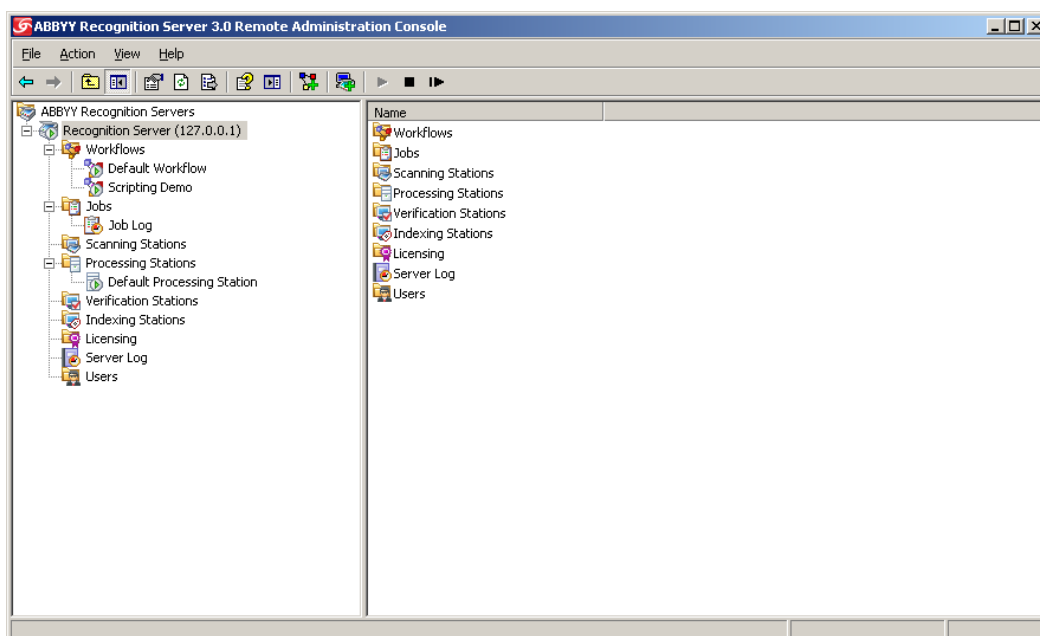 ABBYY Recognition Server 3.0 Remote Administration Console
File Action View Help
ABBYY Recognition Servers
Recognition Server (127.0.0.1)
Workflows
Default Workflow
Scripting Demo
Jobs
Job Log
Scanning Stations
Processing Stations
Default Processing Station
Verification Stations
Indexing Stations
Licensing
Server Log
Users
Name
Workflows
Jobs
Scanning Stations
Processing Stations
Verification Stations
Indexing Stations
Licensing
Server Log
Users